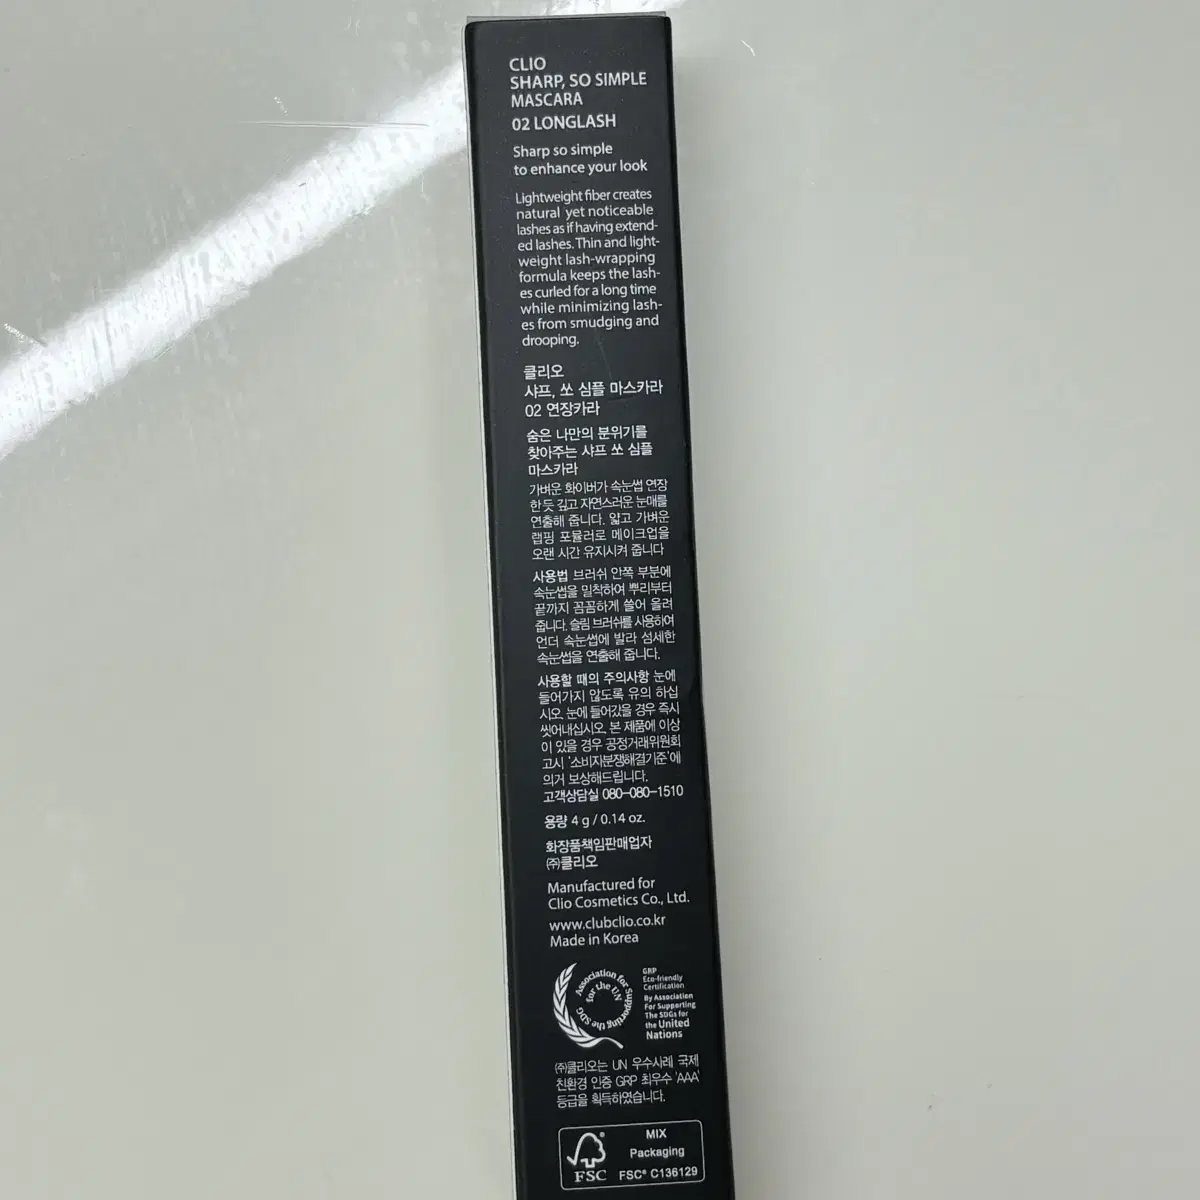 CLIO
SHARP, SO SIMPLE
MASCARA
02 LONGLASH
Sharp so simple
to enhance your look
Lightweight fiber creates
natural yet noticeable
lashes as if having extend-
ed lashes. Thin and light-
weight lash-wrapping
formula keeps the lash-
es curled for a long time
while minimizing lash-
es from smudging and
drooping.
클리오
샤프, 쏘 심플 마스카라
02 연장카라
숨은 나만의 분위기를
찾아주는 샤프 쏘 심플
마스카라
가벼운 화이버가 속눈썹 연장
한 듯 깊고 자연스러운 눈매를
연출해 줍니다. 얇고 가벼운
랩핑 포뮬러로 메이크업을
오랜 시간 유지시켜 줍니다
사용법 브러쉬 안쪽 부분에
속눈썹을 밀착하여 뿌리부터
끝까지 꼼꼼하게 쓸어 올려
줍니다. 슬림 브러쉬를 사용하여
언더 속눈썹에 발라 섬세한
속눈썹을 연출해 줍니다.
사용할 때의 주의사항 눈에
들어가지 않도록 유의 하십
시오. 눈에 들어갔을 경우 즉시
씻어내십시오. 본 제품에 이상
이 있을 경우 공정거래위원회
고시 '소비자분쟁해결기준'에
의거 보상해드립니다.
고객상담실 080-080-1510
용량 4 g / 0.14 oz.
화장품책임판매업자
㈜클리오
Manufactured for
Clio Cosmetics Co., Ltd.
www.clubclio.co.kr
Made in Korea
Association for Supporting the SDG
for the UN
GRP
Eco-friendly
Certification
By Association
For Supporting
The SDGs for
the United
Nations
㈜클리오는 UN 우수사례 국제
친환경 인증 GRP 최우수 'AAA'
등급을 획득하였습니다.
FSC
MIX
Packaging
FSC® C136129